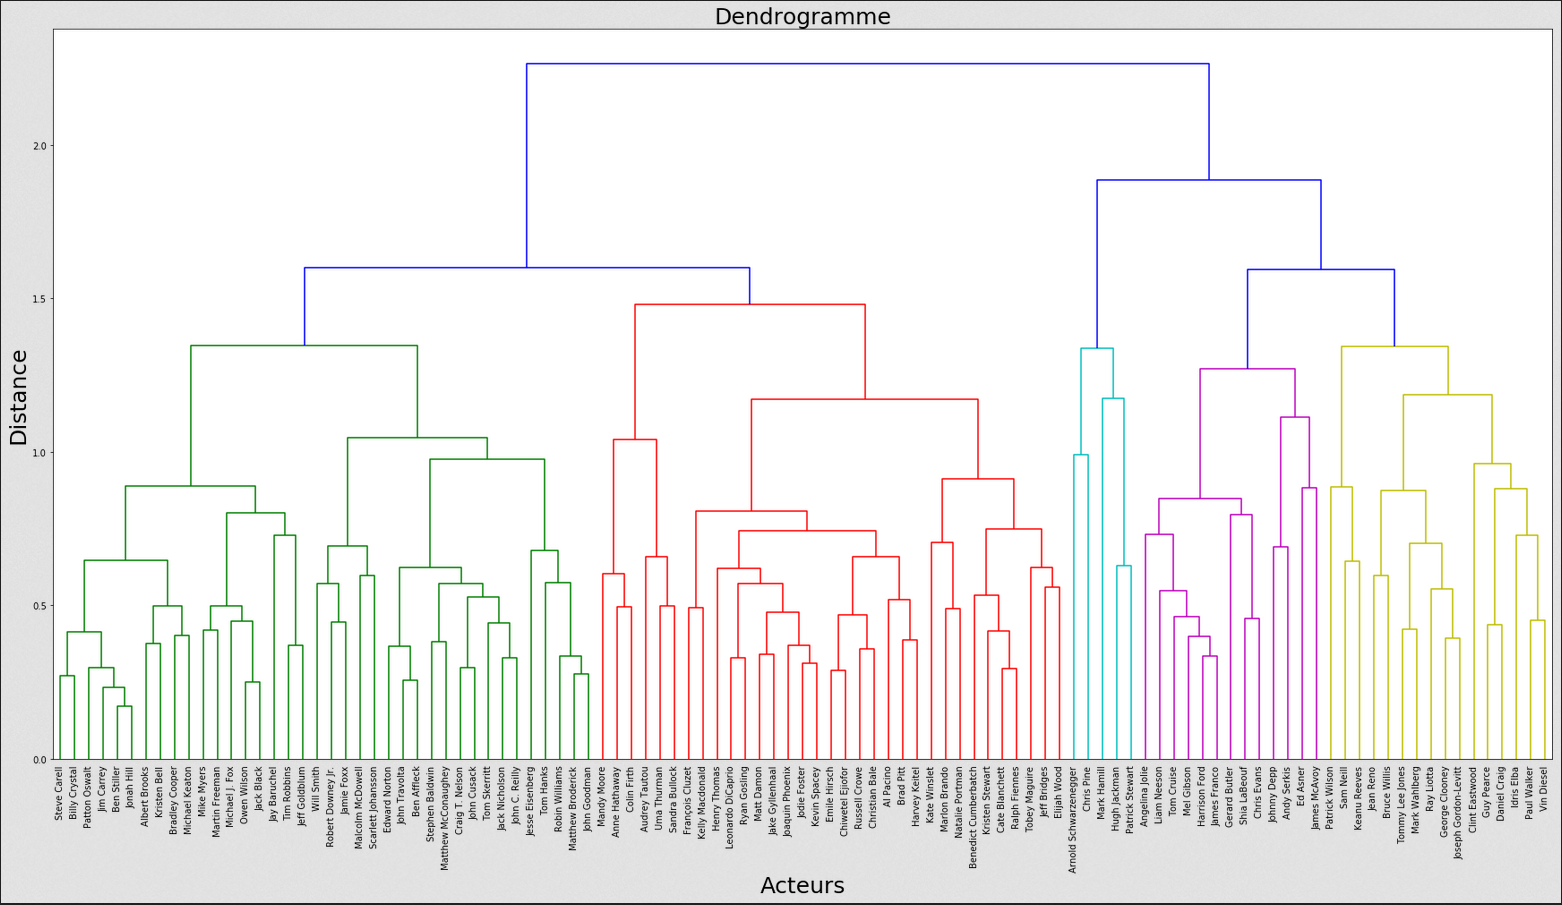 Dendrogramme
2.0
1.5
1.0
0.5
0.0
Distance
Steve Carell
Billy Crystal
Patton Oswalt
Jim Carrey
Ben Stiller
Jonah Hill
Albert Brooks
Kristen Bell
Bradley Cooper
Michael Keaton
Mike Myers
Martin Freeman
Michael J. Fox
Owen Wilson
Jack Black
Jay Baruchel
Tim Robbins
Jeff Goldblum
Will Smith
Robert Downey Jr.
Jamie Foxx
Malcolm McDowell
Scarlett Johansson
Edward Norton
John Travolta
Ben Affleck
Stephen Baldwin
Matthew McConaughey
Craig T. Nelson
John Cusack
Tom Skerritt
Jack Nicholson
John C. Reilly
Jesse Eisenberg
Tom Hanks
Robin Williams
Matthew Broderick
John Goodman
Mandy Moore
Anne Hathaway
Colin Firth
Audrey Tautou
Uma Thurman
Sandra Bullock
François Cluzet
Kelly Macdonald
Henry Thomas
Leonardo DiCaprio
Ryan Gosling
Matt Damon
Jake Gyllenhaal
Joaquin Phoenix
Jodie Foster
Kevin Spacey
Emile Hirsch
Chiwetel Ejiofor
Russell Crowe
Christian Bale
Al Pacino
Brad Pitt
Harvey Keitel
Kate Winslet
Marlon Brando
Natalie Portman
Benedict Cumberbatch
Kristen Stewart
Cate Blanchett
Ralph Fiennes
Tobey Maguire
Jeff Bridges
Elijah Wood
Arnold Schwarzenegger
Chris Pine
Mark Hamill
Hugh Jackman
Patrick Stewart
Angelina Jolie
Liam Neeson
Tom Cruise
Mel Gibson
Harrison Ford
James Franco
Gerard Butler
Shia LaBeouf
Chris Evans
Johnny Depp
Andy Serkis
Ed Asner
James McAvoy
Patrick Wilson
Sam Neill
Keanu Reeves
Jean Reno
Bruce Willis
Tommy Lee Jones
Mark Wahlberg
Ray Liotta
George Clooney
Joseph Gordon-Levitt
Clint Eastwood
Guy Pearce
Daniel Craig
Idris Elba
Paul Walker
Vin Diesel
Acteurs